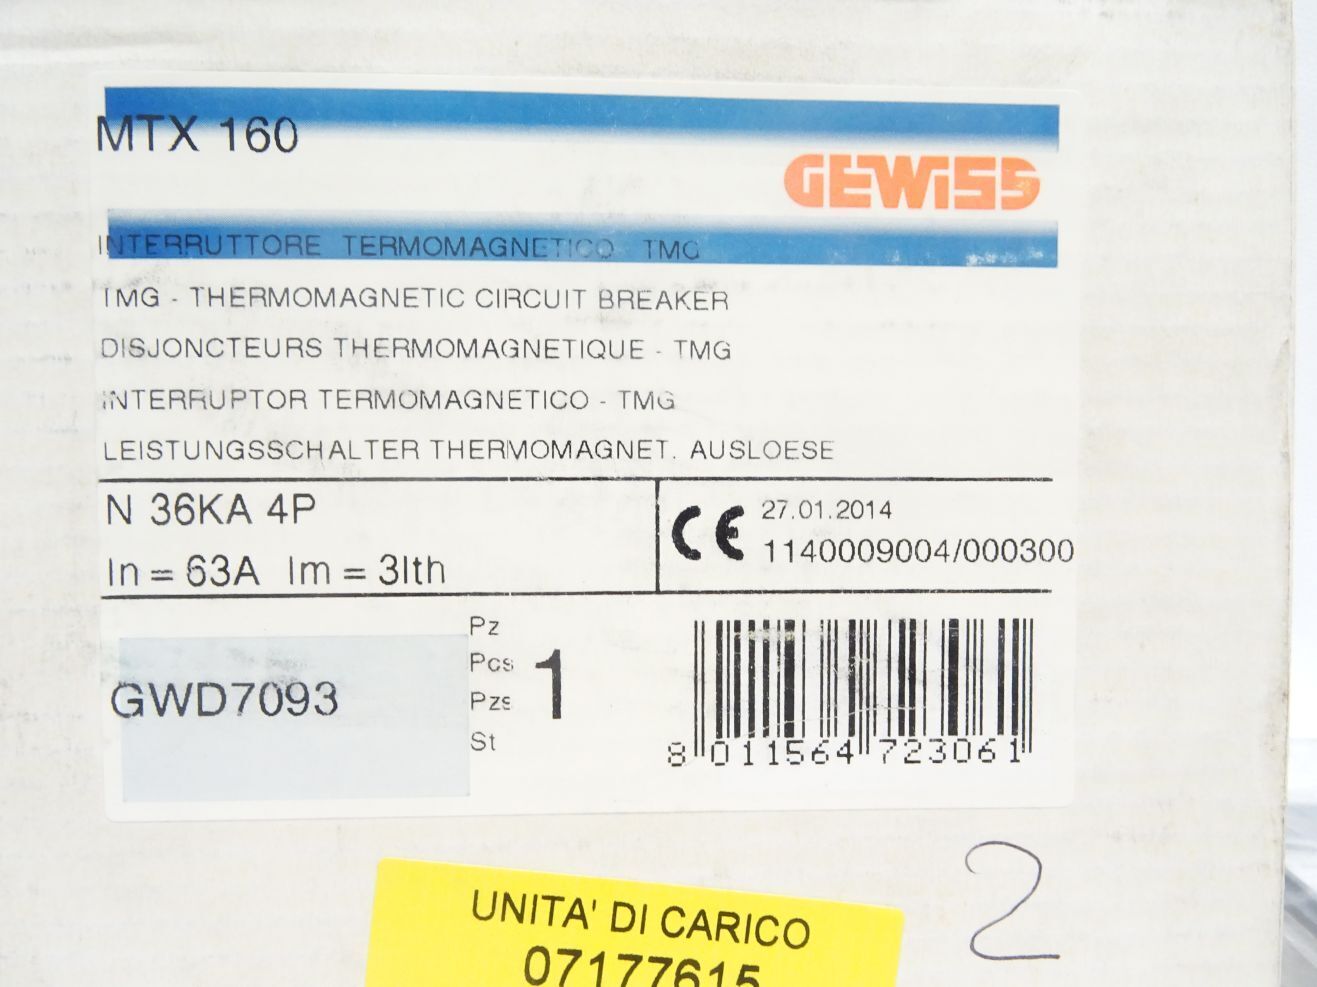 MTX 160
GEWiSS
INTERRUTTORE TERMOMAGNETICO TMG
TMG - THERMOMAGNETIC CIRCUIT BREAKER
DISJONCTEURS THERMOMAGNETIQUE - TMG
INTERRUPTOR TERMOMAGNETICO - TMG
LEISTUNGSSCHALTER THERMOMAGNET. AUSLOESE
N 36KA 4P
In = 63A Im = 3Ith
CE 27.01.2014
1140009004/000300
GWD7093
Pz
Pcs
Pzs
St
1
8 011564 723061
2
UNITA' DI CARICO
07177615